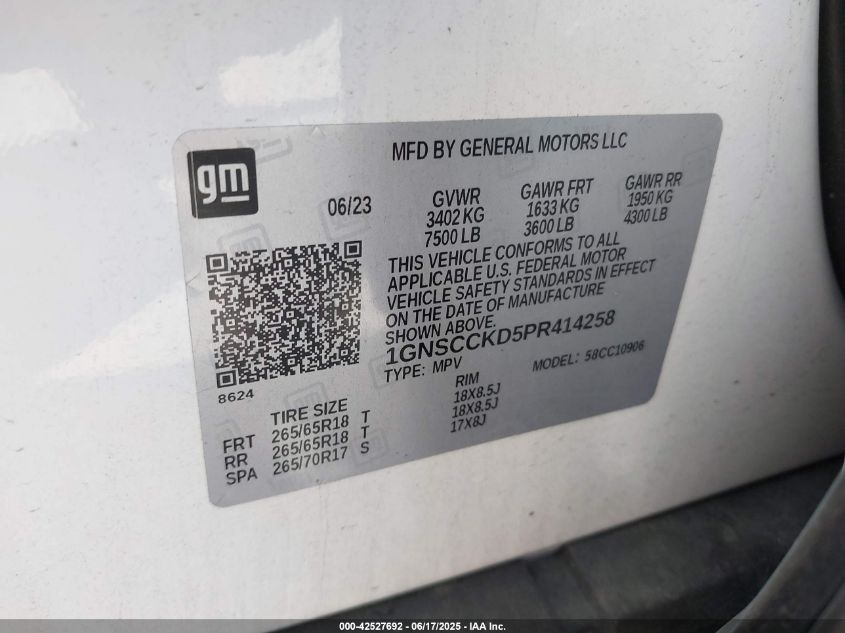 MFD BY GENERAL MOTORS LLC
gm
06/23
GVWR
3402 KG
7500 LB
GAWR FRT
1633 KG
3600 LB
GAWR RR
1950 KG
4300 LB
THIS VEHICLE CONFORMS TO ALL
APPLICABLE U.S. FEDERAL MOTOR
VEHICLE SAFETY STANDARDS IN EFFECT
ON THE DATE OF MANUFACTURE
SHOWN ABOVE.
1GNSCCKD5PR414258
TYPE: MPV
MODEL: 58CC10906
8624
TIRE SIZE
RIM
FRT 265/65R18 T 18X8.5J
RR 265/65R18 T 18X8.5J
SPA 265/70R17 S 17X8J
000-42527692 - 06/17/2025 - IAA Inc.